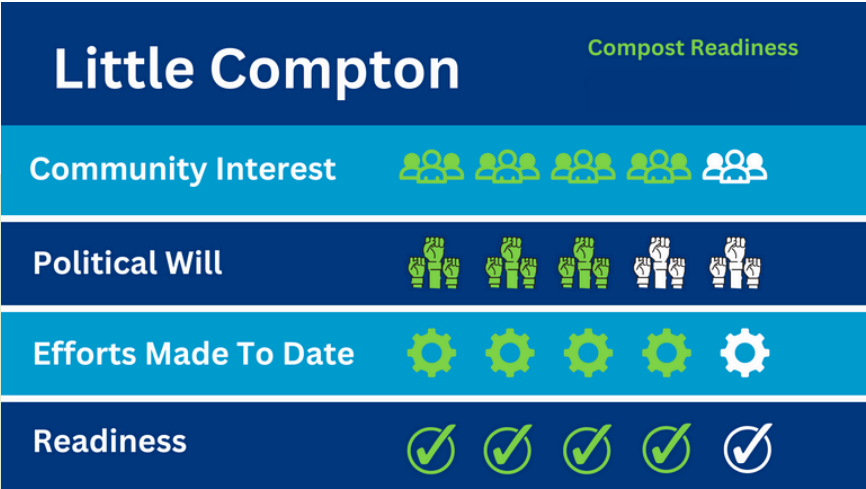 Little Compton
Compost Readiness
Community Interest
Political Will
Efforts Made To Date
Readiness